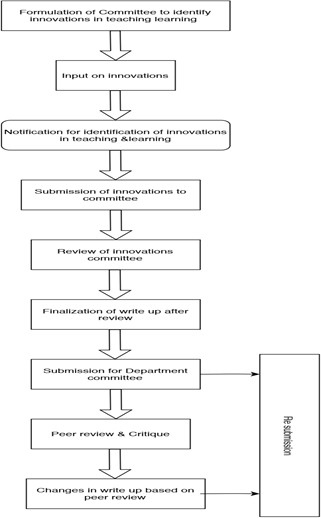 Formulation of Committee to identify
innovations in teaching learning
Input on innovations
Notification for identification of innovations
in teaching &learning
Submission of innovations to
committee
Review of innovations
committee
Finalization of write up after
review
Submission for Department
committee
Peer review & Critique
Changes in write up based on
peer review
Re submission